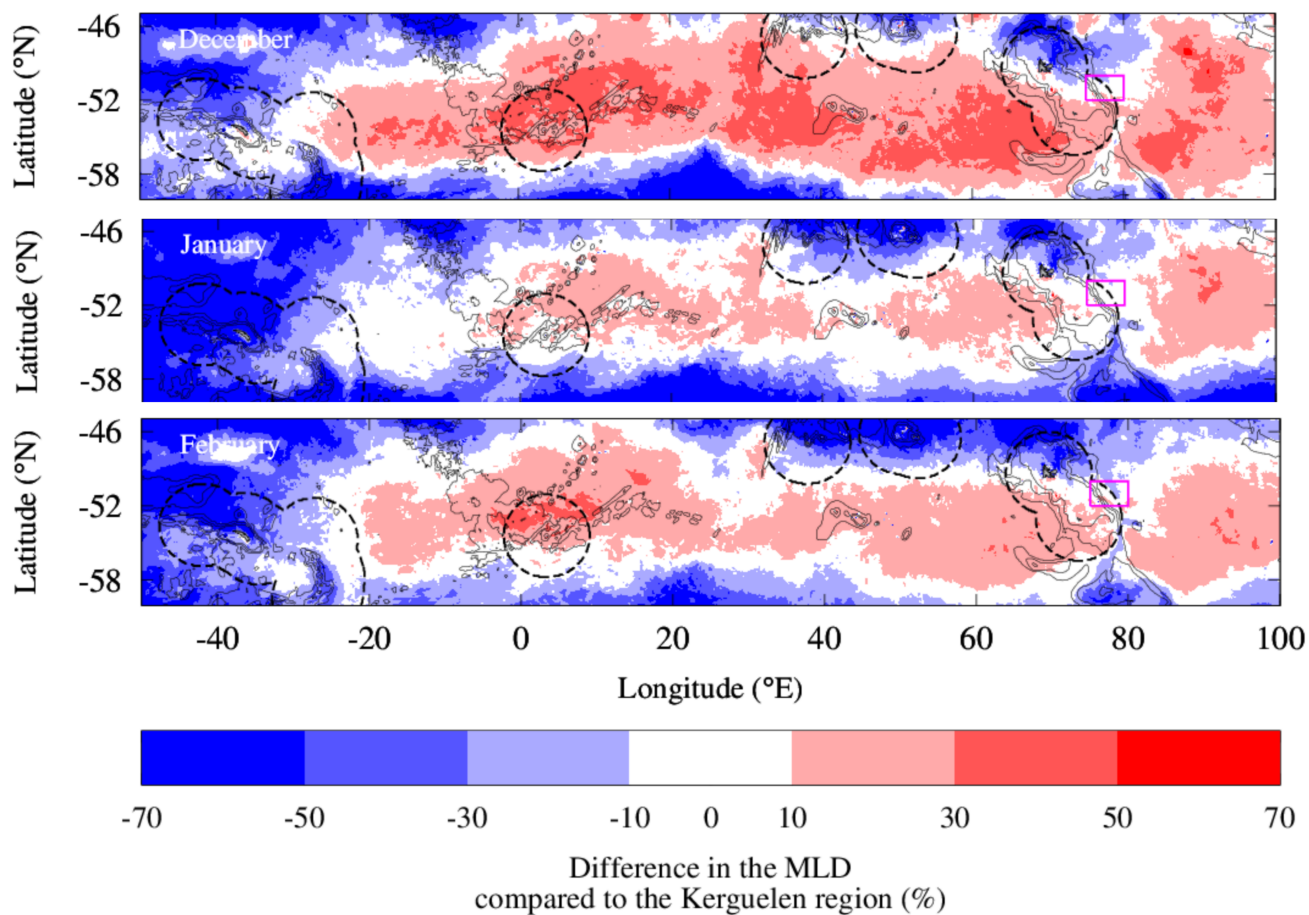 -46
December
-52
-58
Latitude (°N)
-46
January
-52
-58
Latitude (°N)
-46
February
-52
-58
Latitude (°N)
-40 -20 0 20 40 60 80 100
Longitude (°E)
-70 -50 -30 -10 0 10 30 50 70
Difference in the MLD
compared to the Kerguelen region (%)